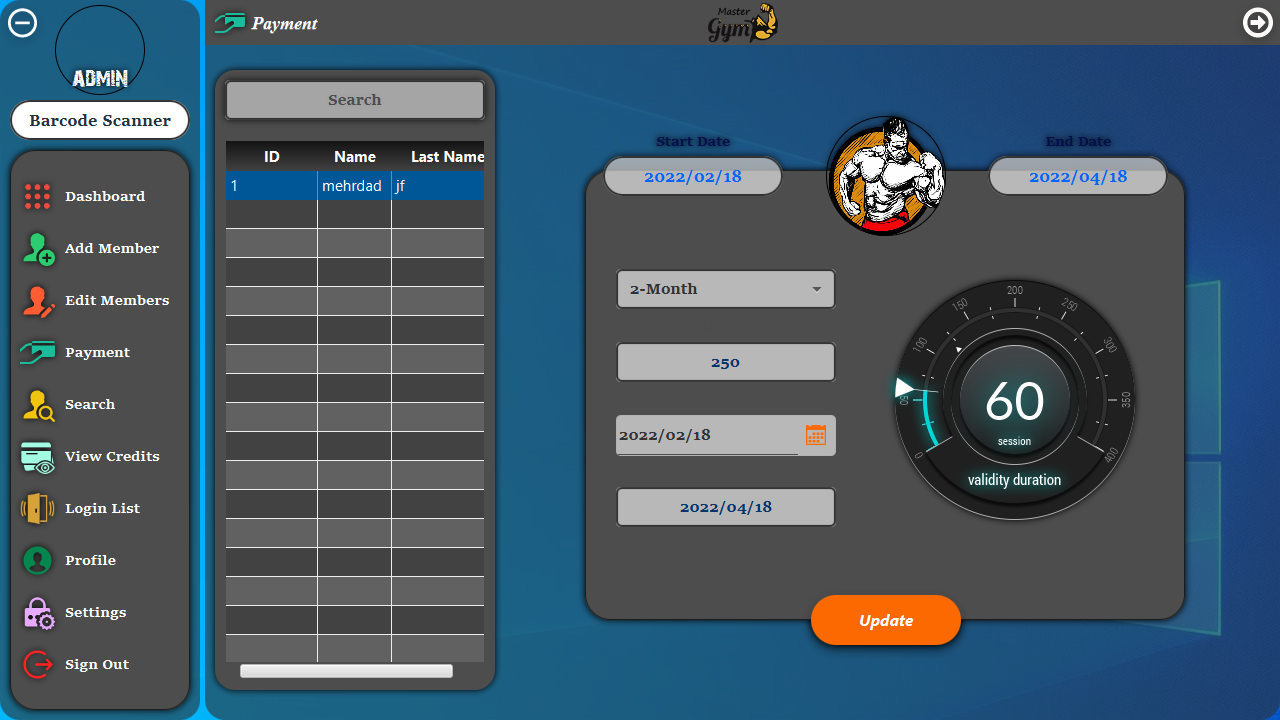 ADMIN
Barcode Scanner
Dashboard
Add Member
Edit Members
Payment
Search
View Credits
Login List
Profile
Settings
Sign Out
Payment
Master
Gym
Search
ID Name Last Name
1 mehrdad jf
Start Date
End Date
2022/02/18
2022/04/18
2-Month
250
2022/02/18
2022/04/18
0
50
100
150
200
250
300
350
400
60
session
validity duration
Update